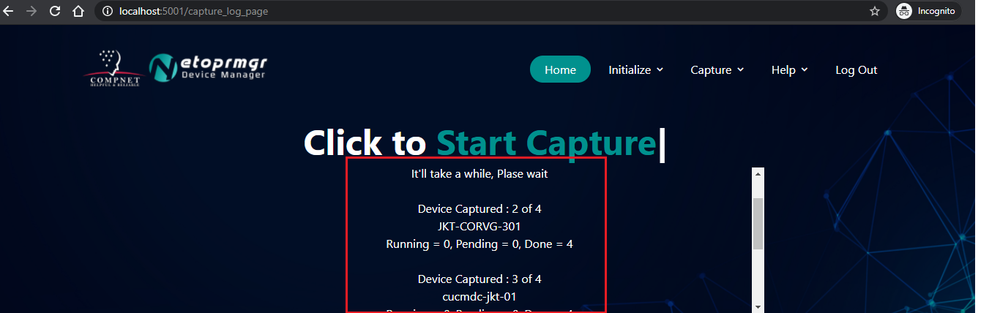 localhost:5001/capture_log_page
Incognito
COMPNET
HELPFUL & RELIABLE
N
etoprmgr
Device Manager
Home
Initialize
Capture
Help
Log Out
Click to Start Capture|
It'll take a while, Plase wait
Device Captured : 2 of 4
JKT-CORVG-301
Running = 0, Pending = 0, Done = 4
Device Captured : 3 of 4
cucmdc-jkt-01